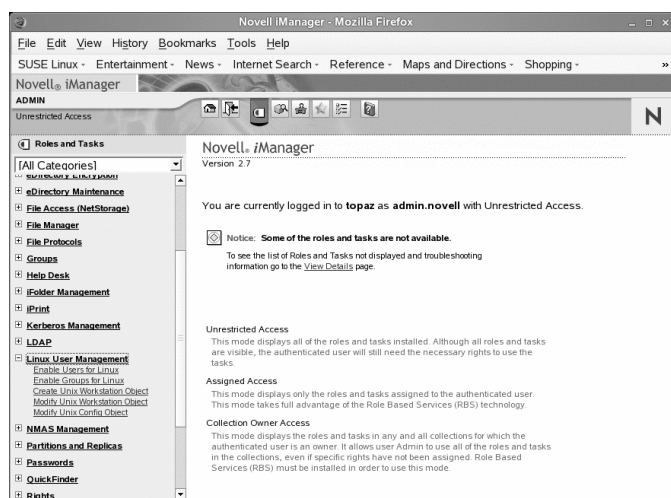 Novell iManager - Mozilla Firefox
File Edit View History Bookmarks Tools Help
SUSE Linux Entertainment News Internet Search Reference Maps and Directions Shopping »
Novell® iManager
ADMIN
Unrestricted Access
N
Roles and Tasks
[All Categories]
eDirectory Encryption
eDirectory Maintenance
File Access (NetStorage)
File Manager
File Protocols
Groups
Help Desk
iFolder Management
iPrint
Kerberos Management
LDAP
Linux User Management
Enable Users for Linux
Enable Groups for Linux
Create Unix Workstation Object
Modify Unix Workstation Object
Modify Unix Config Object
NMAS Management
Partitions and Replicas
Passwords
QuickFinder
Rights
Novell® iManager
Version 2.7
You are currently logged in to topaz as admin.novell with Unrestricted Access.
Notice: Some of the roles and tasks are not available.
To see the list of Roles and Tasks not displayed and troubleshooting
information go to the View Details page.
Unrestricted Access
This mode displays all of the roles and tasks installed. Although all roles and tasks
are visible, the authenticated user will still need the necessary rights to use the
tasks.
Assigned Access
This mode displays only the roles and tasks assigned to the authenticated user.
This mode takes full advantage of the Role Based Services (RBS) technology.
Collection Owner Access
This mode displays the roles and tasks in any and all collections for which the
authenticated user is an owner. It allows user Admin to use all of the roles and tasks
in the collections, even if specific rights have not been assigned. Role Based
Services (RBS) must be installed in order to use this mode.